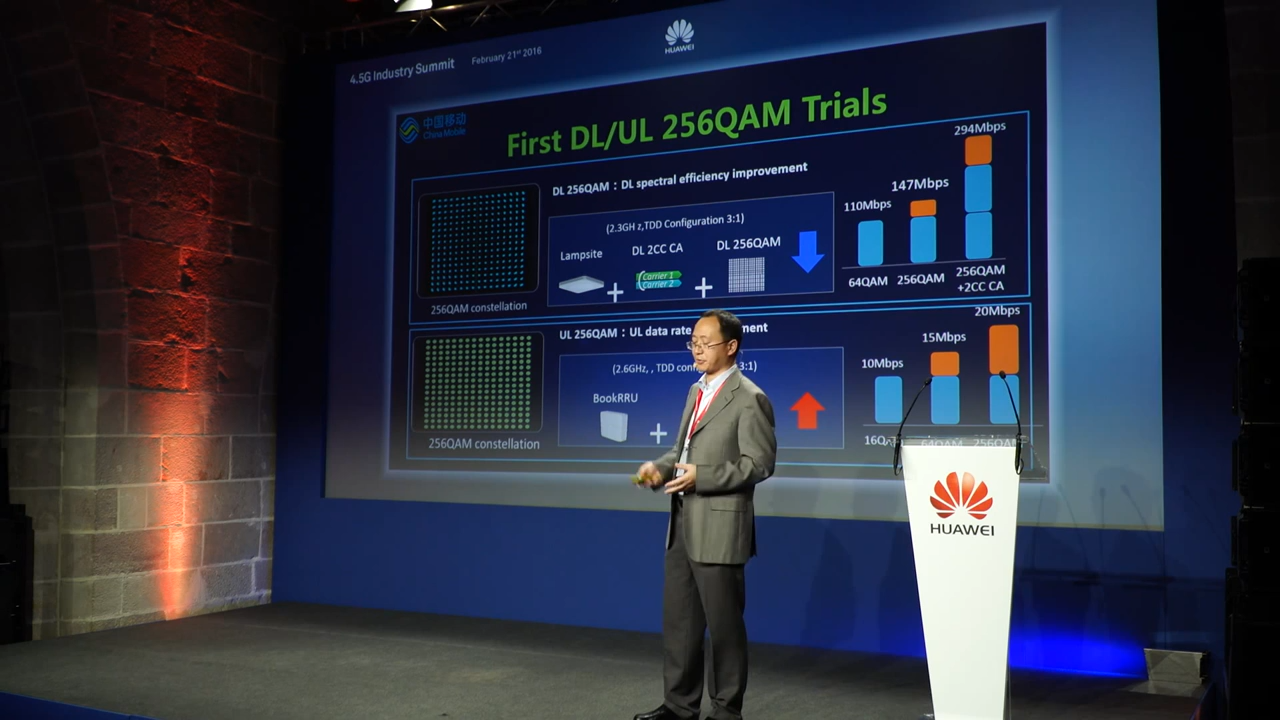 4.5G Industry Summit
February 21st 2016
HUAWEI
中国移动
China Mobile
First DL/UL 256QAM Trials
DL 256QAM：DL spectral efficiency improvement
(2.3GH z,TDD Configuration 3:1)
Lampsite
DL 2CC CA
DL 256QAM
Carrier 1
Carrier 2
+
+
256QAM constellation
110Mbps
147Mbps
294Mbps
64QAM
256QAM
256QAM
+2CC CA
UL 256QAM：UL data rate
(2.6GHz, , TDD 3:1)
BookRRU
+
256QAM constellation
10Mbps
15Mbps
20Mbps
64QAM
256QAM
HUAWEI